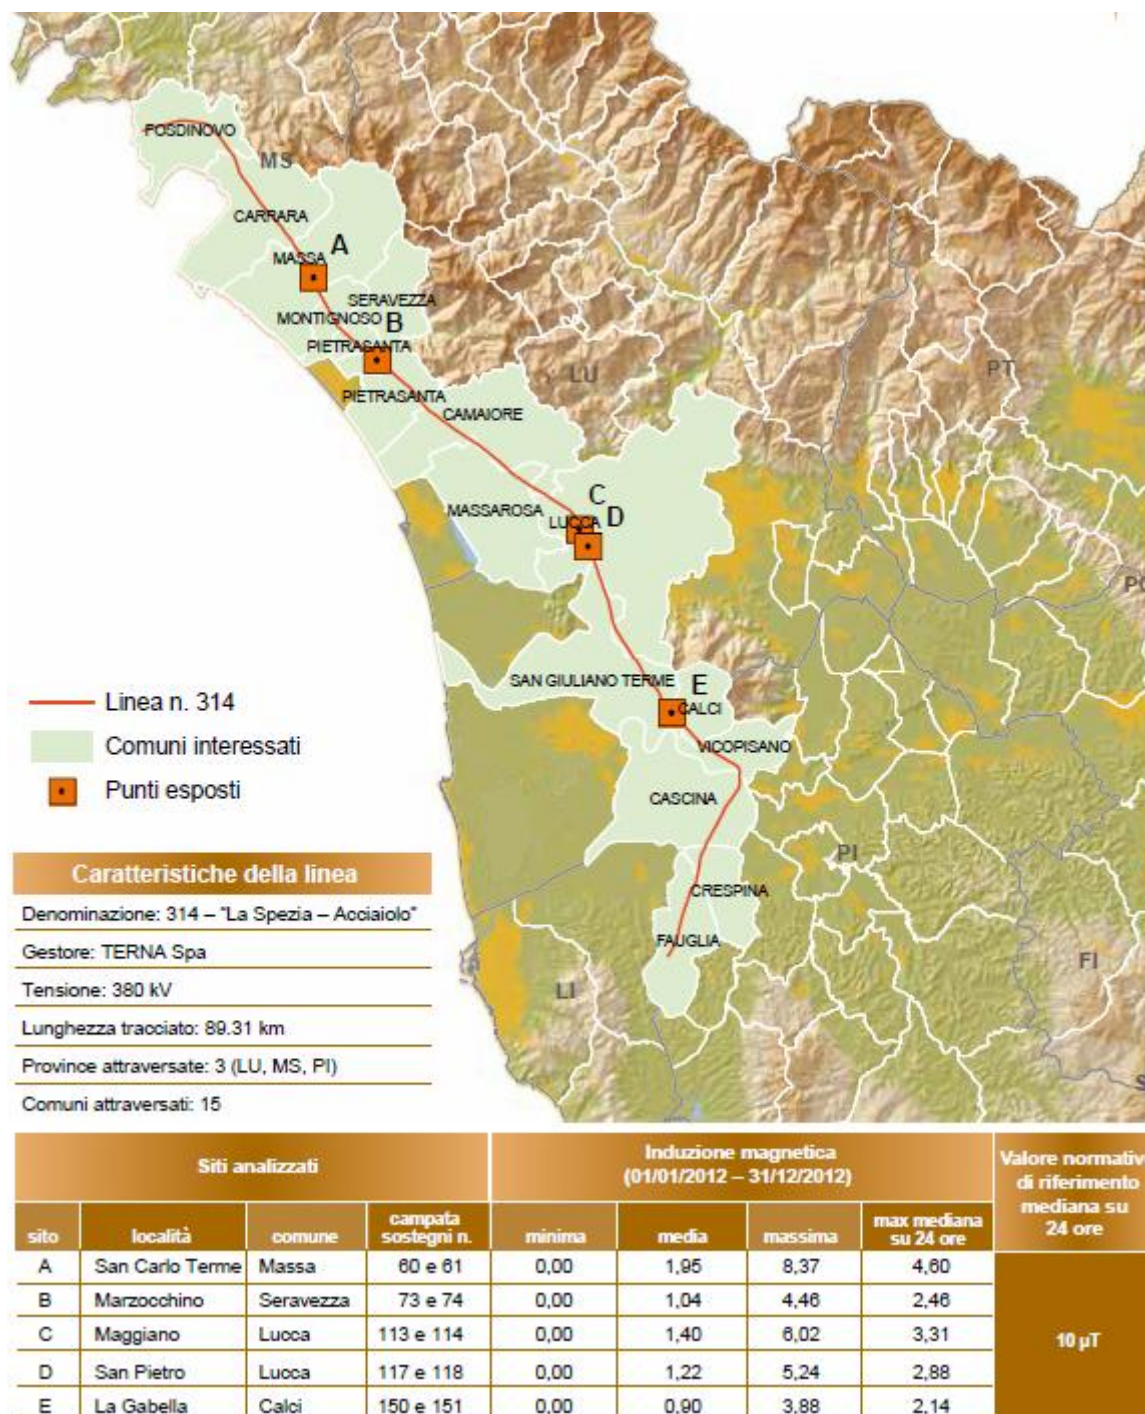 FOSDINOVO
MS
CARRARA
A
MASSA
SERAVEZZA
MONTIGNOSO
B
PIETRASANTA
PIETRASANTA
CAMAIORE
LU
PT
C
MASSAROSA
LUCCA
D
PO
SAN GIULIANO TERME
E
CALCI
VICOPISANO
CASCINA
PI
CRESPINA
FAUGLIA
LI
FI
S
Linea n. 314
Comuni interessati
Punti esposti
Caratteristiche della linea
Denominazione: 314 – "La Spezia – Acciaiolo"
Gestore: TERNA Spa
Tensione: 380 kV
Lunghezza tracciato: 89.31 km
Province attraversate: 3 (LU, MS, PI)
Comuni attraversati: 15
Siti analizzati
Induzione magnetica
(01/01/2012 – 31/12/2012)
Valore normativo
di riferimento
mediana su
24 ore
sito località comune campata sostegni n. minima media massima max mediana su 24 ore
A San Carlo Terme Massa 60 e 61 0,00 1,95 8,37 4,60
B Marzocchino Seravezza 73 e 74 0,00 1,04 4,46 2,46
C Maggiano Lucca 113 e 114 0,00 1,40 6,02 3,31
10 µT
D San Pietro Lucca 117 e 118 0,00 1,22 5,24 2,88
E La Gabella Calci 150 e 151 0,00 0,90 3,88 2,14